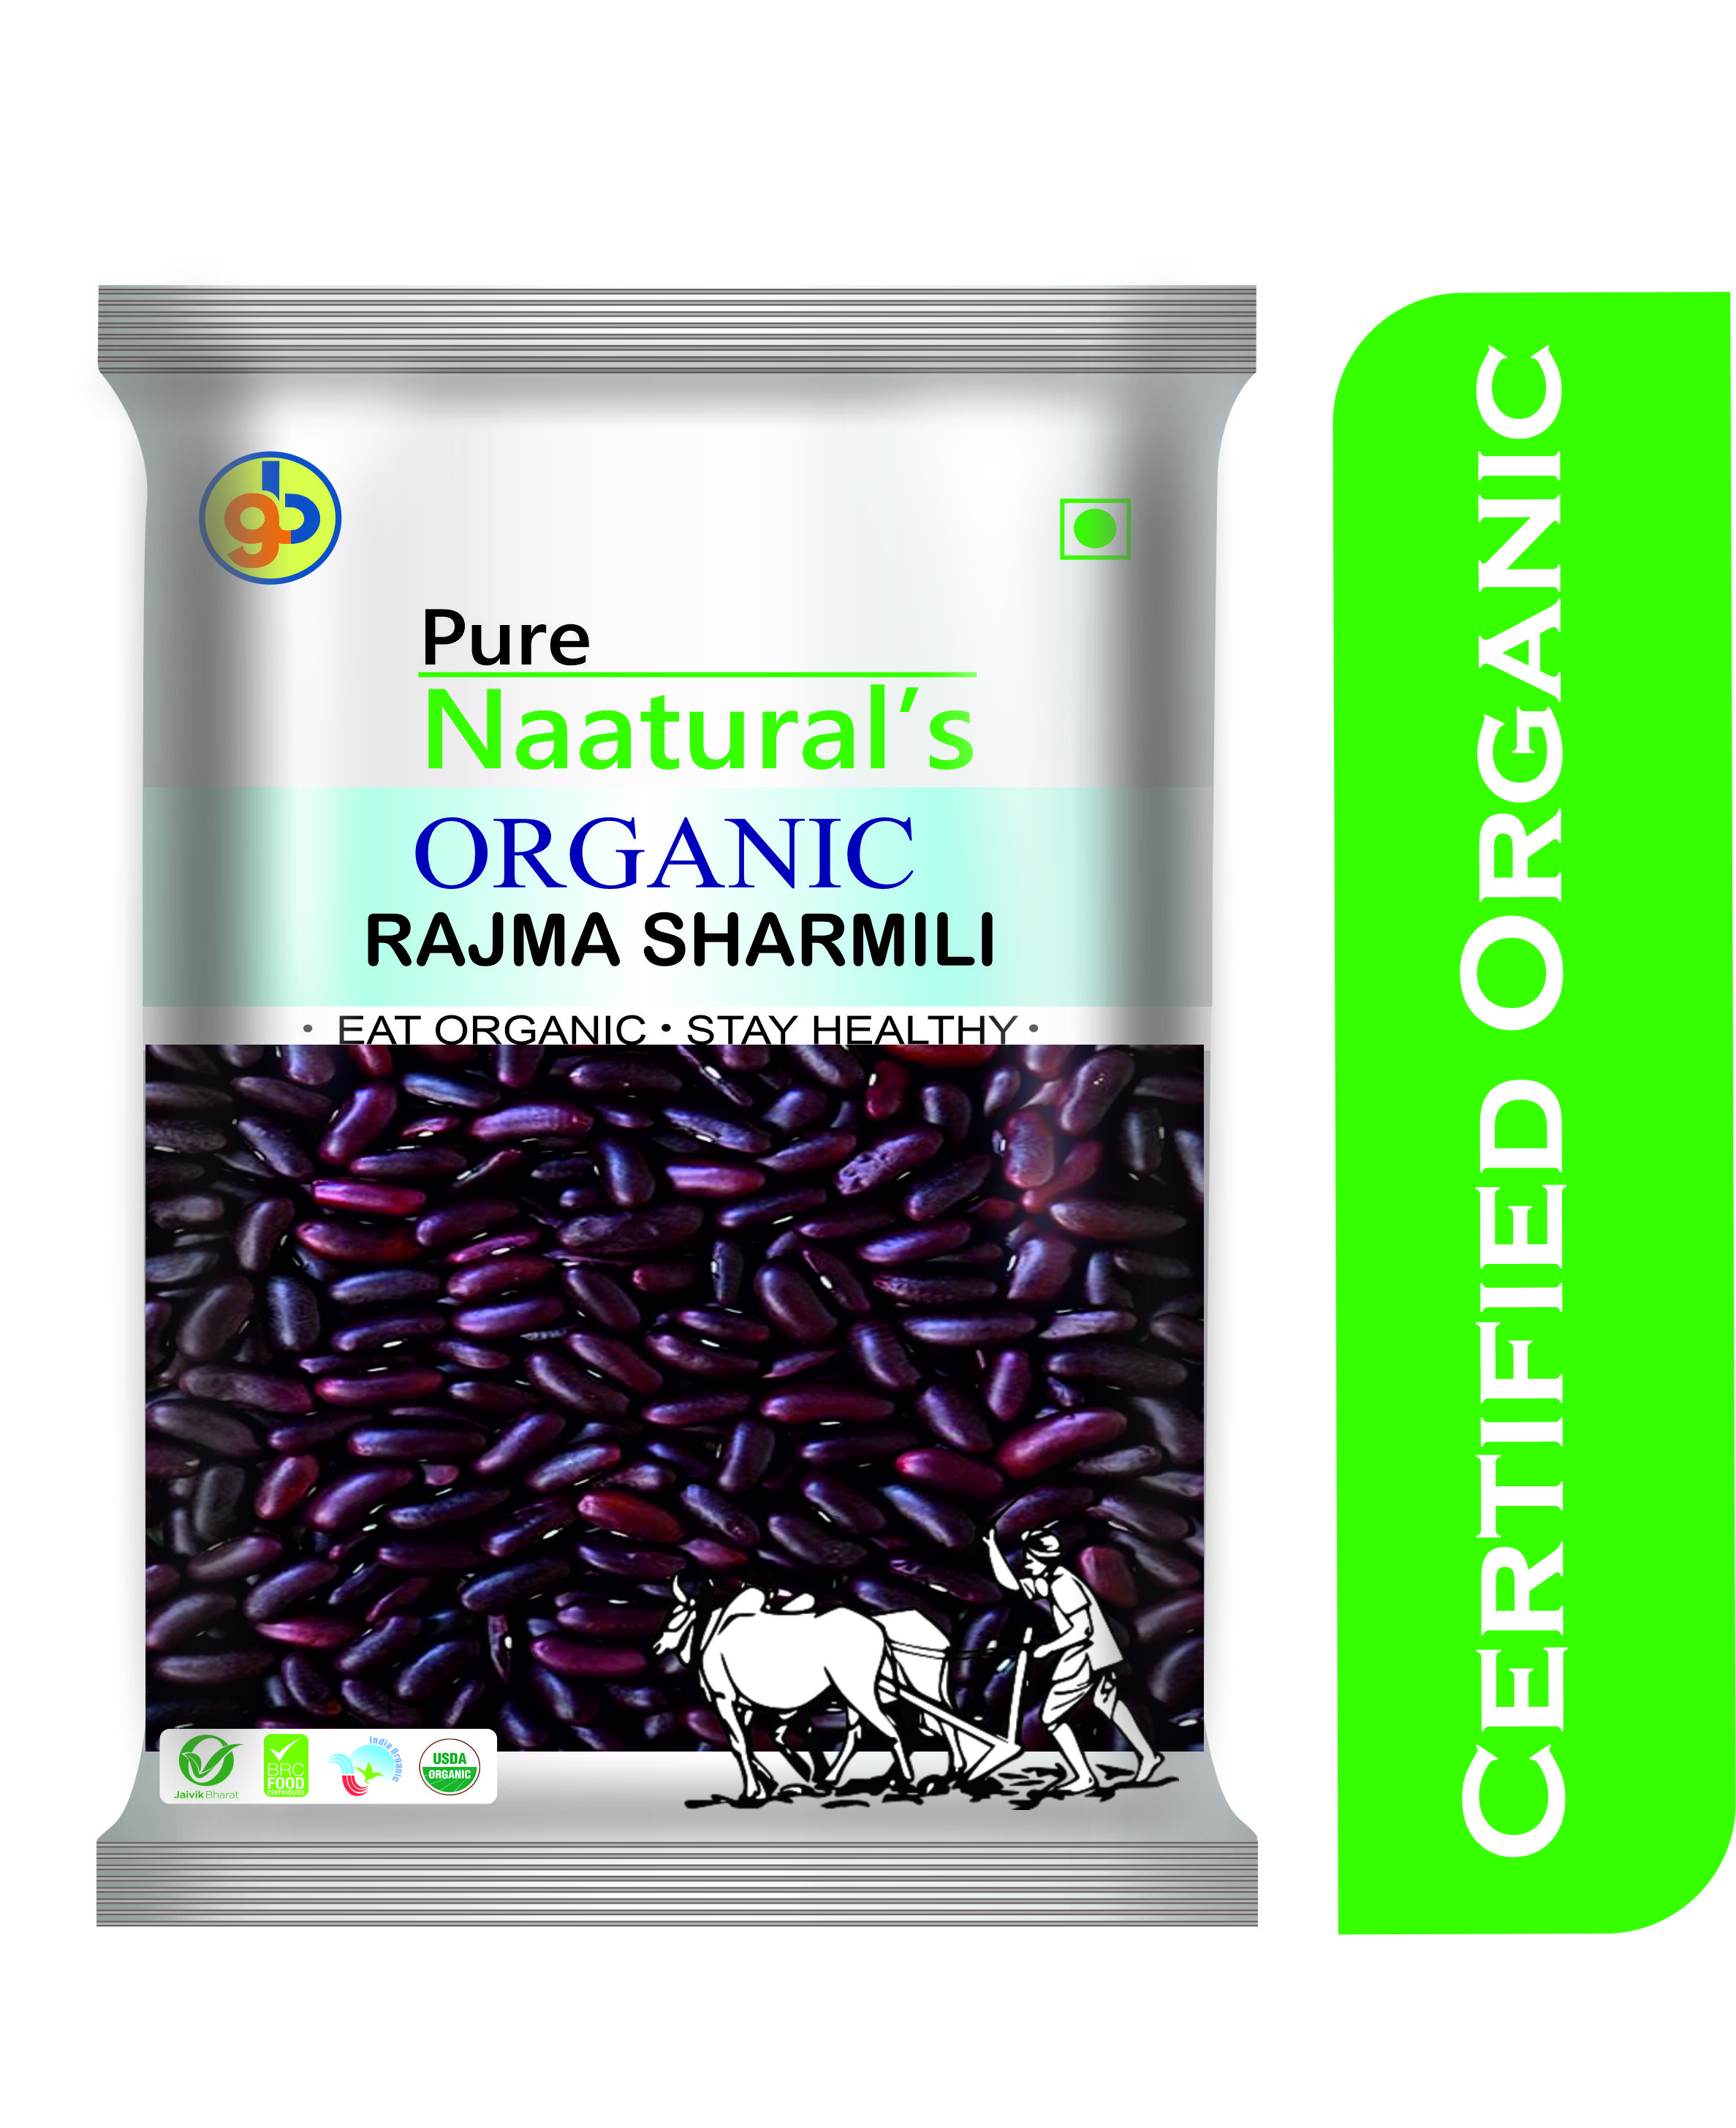 gb
Pure
Naatural's
ORGANIC
RAJMA SHARMILI
• EAT ORGANIC • STAY HEALTHY •
Jaivik Bharat
BRC
FOOD
CERTIFICATED
India Organic
USDA
ORGANIC
CERTIFIED ORGANIC